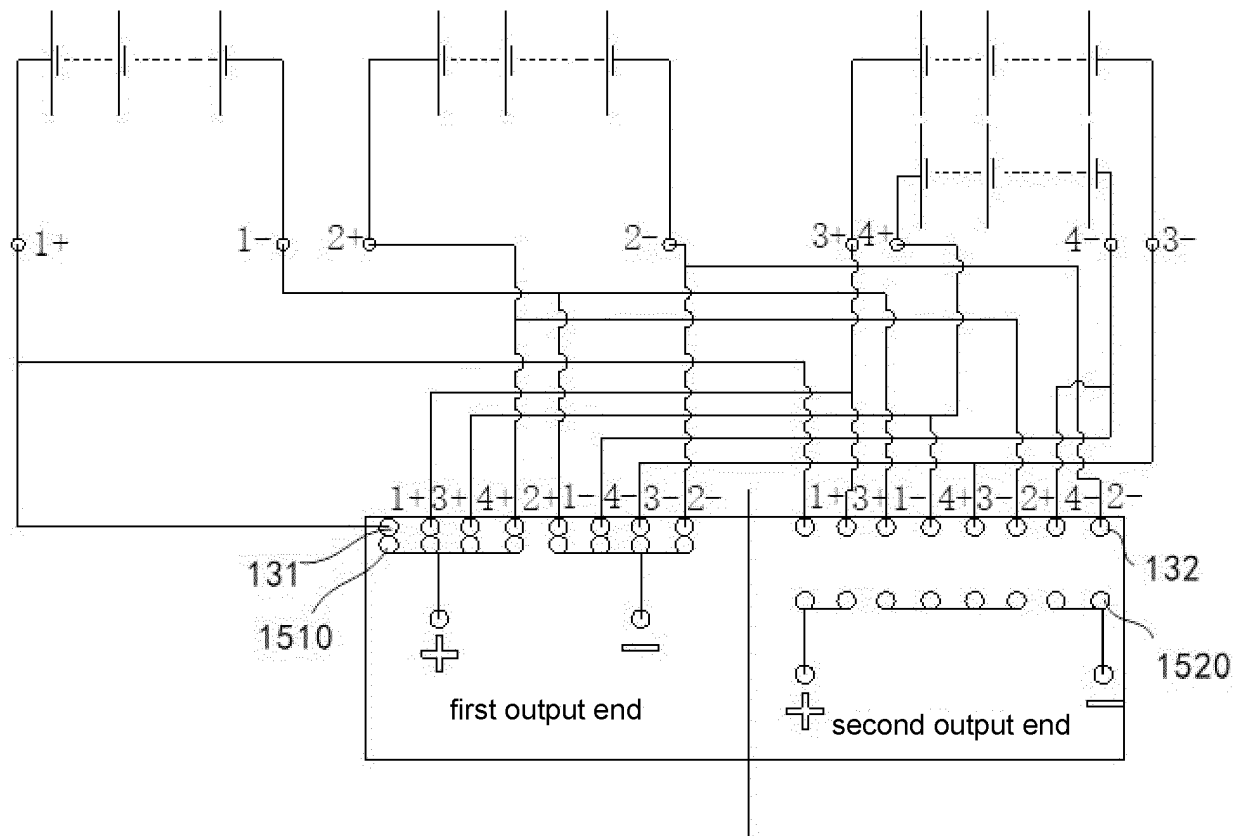 1+ 1- 2+ 2- 3+ 4+ 4- 3-
1+ 3+ 4+ 2+ 1- 4- 3- 2- 1+ 3+ 1- 4+ 3- 2+ 4- 2-
131 132
1510 1520
+ - + -
first output end
second output end